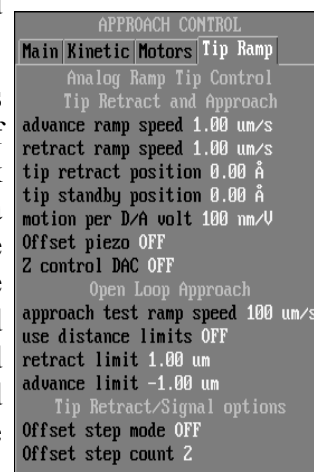 APPROACH CONTROL
Main Kinetic Motors Tip Ramp
Analog Ramp Tip Control
Tip Retract and Approach
advance ramp speed 1.00 um/s
retract ramp speed 1.00 um/s
tip retract position 0.00 Å
tip standby position 0.00 Å
motion per D/A volt 100 nm/V
Offset piezo OFF
Z control DAC OFF
Open Loop Approach
approach test ramp speed 100 um/s
use distance limits OFF
retract limit 1.00 um
advance limit -1.00 um
Tip Retract/Signal options
Offset step mode OFF
Offset step count 2